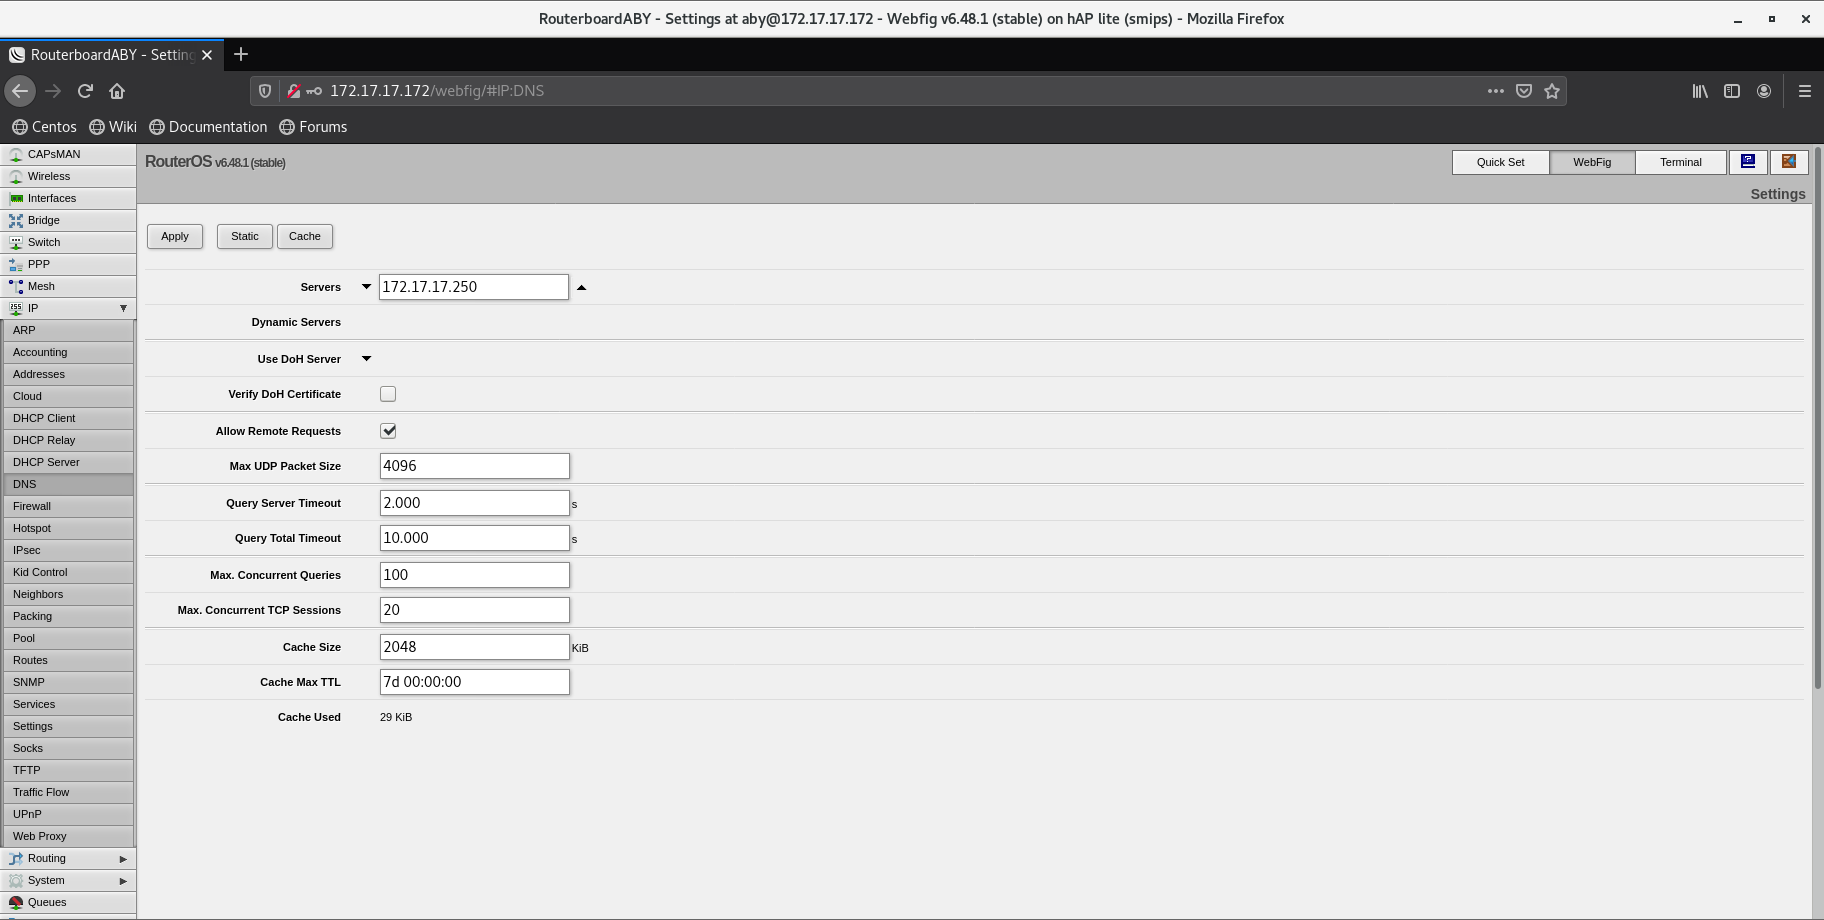 RouterboardABY - Settings at aby@172.17.17.172 - Webfig v6.48.1 (stable) on hAP lite (smips) - Mozilla Firefox
RouterboardABY - Setting
172.17.17.172/webfig/#IP:DNS
Centos Wiki Documentation Forums
CAPsMAN
Wireless
Interfaces
Bridge
Switch
PPP
Mesh
IP
ARP
Accounting
Addresses
Cloud
DHCP Client
DHCP Relay
DHCP Server
DNS
Firewall
Hotspot
IPsec
Kid Control
Neighbors
Packing
Pool
Routes
SNMP
Services
Settings
Socks
TFTP
Traffic Flow
UPnP
Web Proxy
Routing
System
Queues
RouterOS v6.48.1 (stable)
Quick Set WebFig Terminal
Settings
Apply Static Cache
Servers 172.17.17.250
Dynamic Servers
Use DoH Server
Verify DoH Certificate
Allow Remote Requests
Max UDP Packet Size 4096
Query Server Timeout 2.000 s
Query Total Timeout 10.000 s
Max. Concurrent Queries 100
Max. Concurrent TCP Sessions 20
Cache Size 2048 KiB
Cache Max TTL 7d 00:00:00
Cache Used 29 KiB